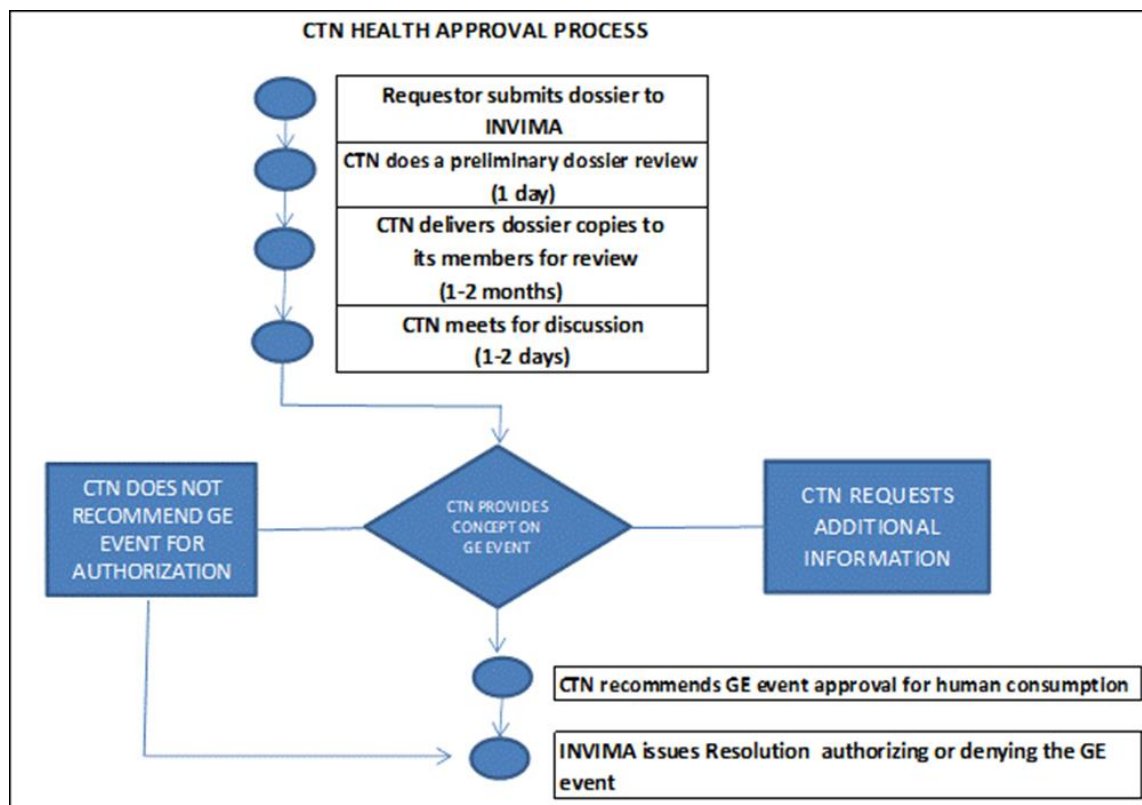 CTN HEALTH APPROVAL PROCESS
Requestor submits dossier to
INVIMA
CTN does a preliminary dossier review
(1 day)
CTN delivers dossier copies to
its members for review
(1-2 months)
CTN meets for discussion
(1-2 days)
CTN DOES NOT
RECOMMEND GE
EVENT FOR
AUTHORIZATION
CTN PROVIDES
CONCEPT ON
GE EVENT
CTN REQUESTS
ADDITIONAL
INFORMATION
CTN recommends GE event approval for human consumption
INVIMA issues Resolution authorizing or denying the GE
event